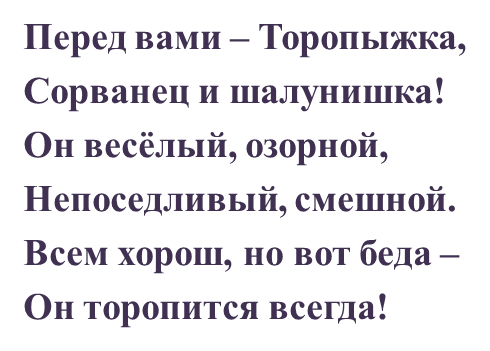 Перед вами – Торопыжка,
Сорванец и шалунишка!
Он весёлый, озорной,
Непоседливый, смешной.
Всем хорош, но вот беда –
Он торопится всегда!